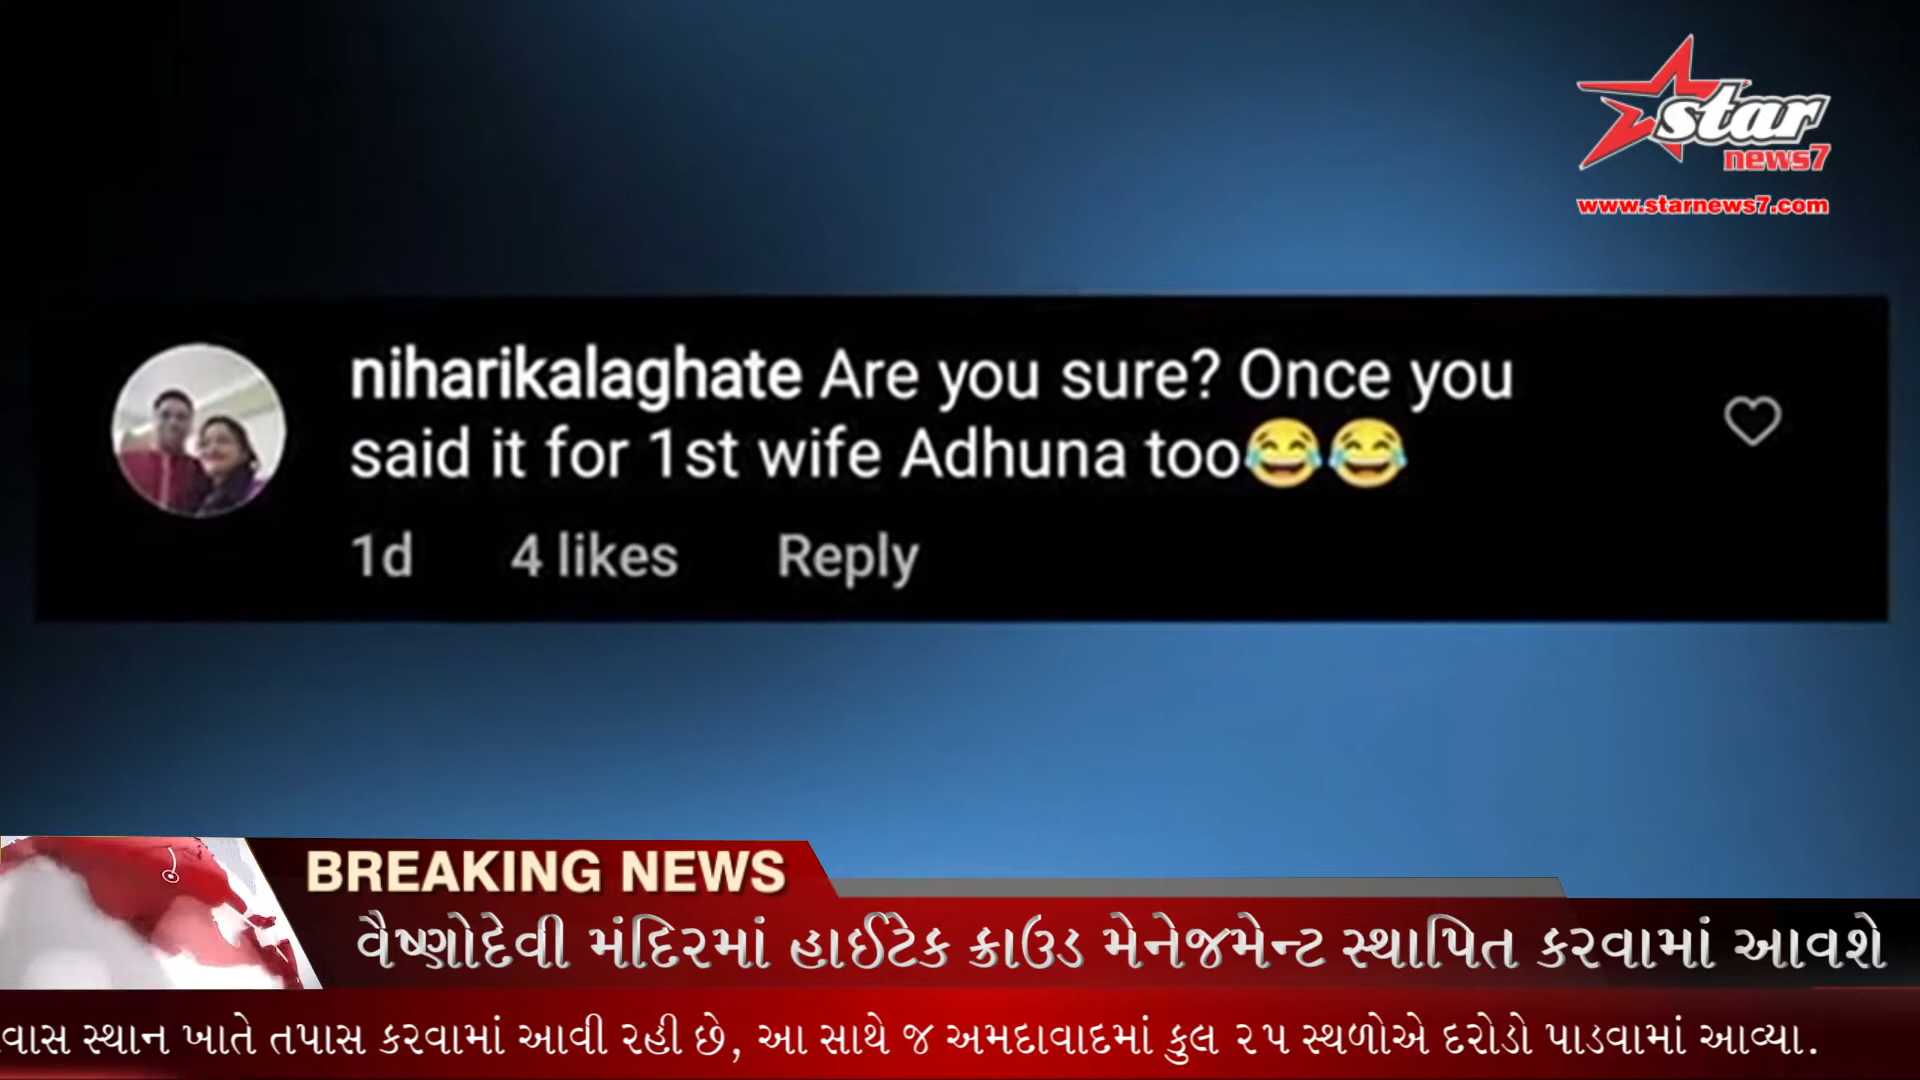 star
news7
www.starnews7.com
niharikalaghate Are you sure? Once you
said it for 1st wife Adhuna too😂😂
1d 4 likes Reply
BREAKING NEWS
વૈષ્ણોદેવી મંદિરમાં હાઈટેક ક્રાઉડ મેનેજમેન્ટ સ્થાપિત કરવામાં આવશે
વાસ સ્થાન ખાતે તપાસ કરવામાં આવી રહી છે, આ સાથે જ અમદાવાદમાં કુલ ૨૫ સ્થળોએ દરોડો પાડવામાં આવ્યા.